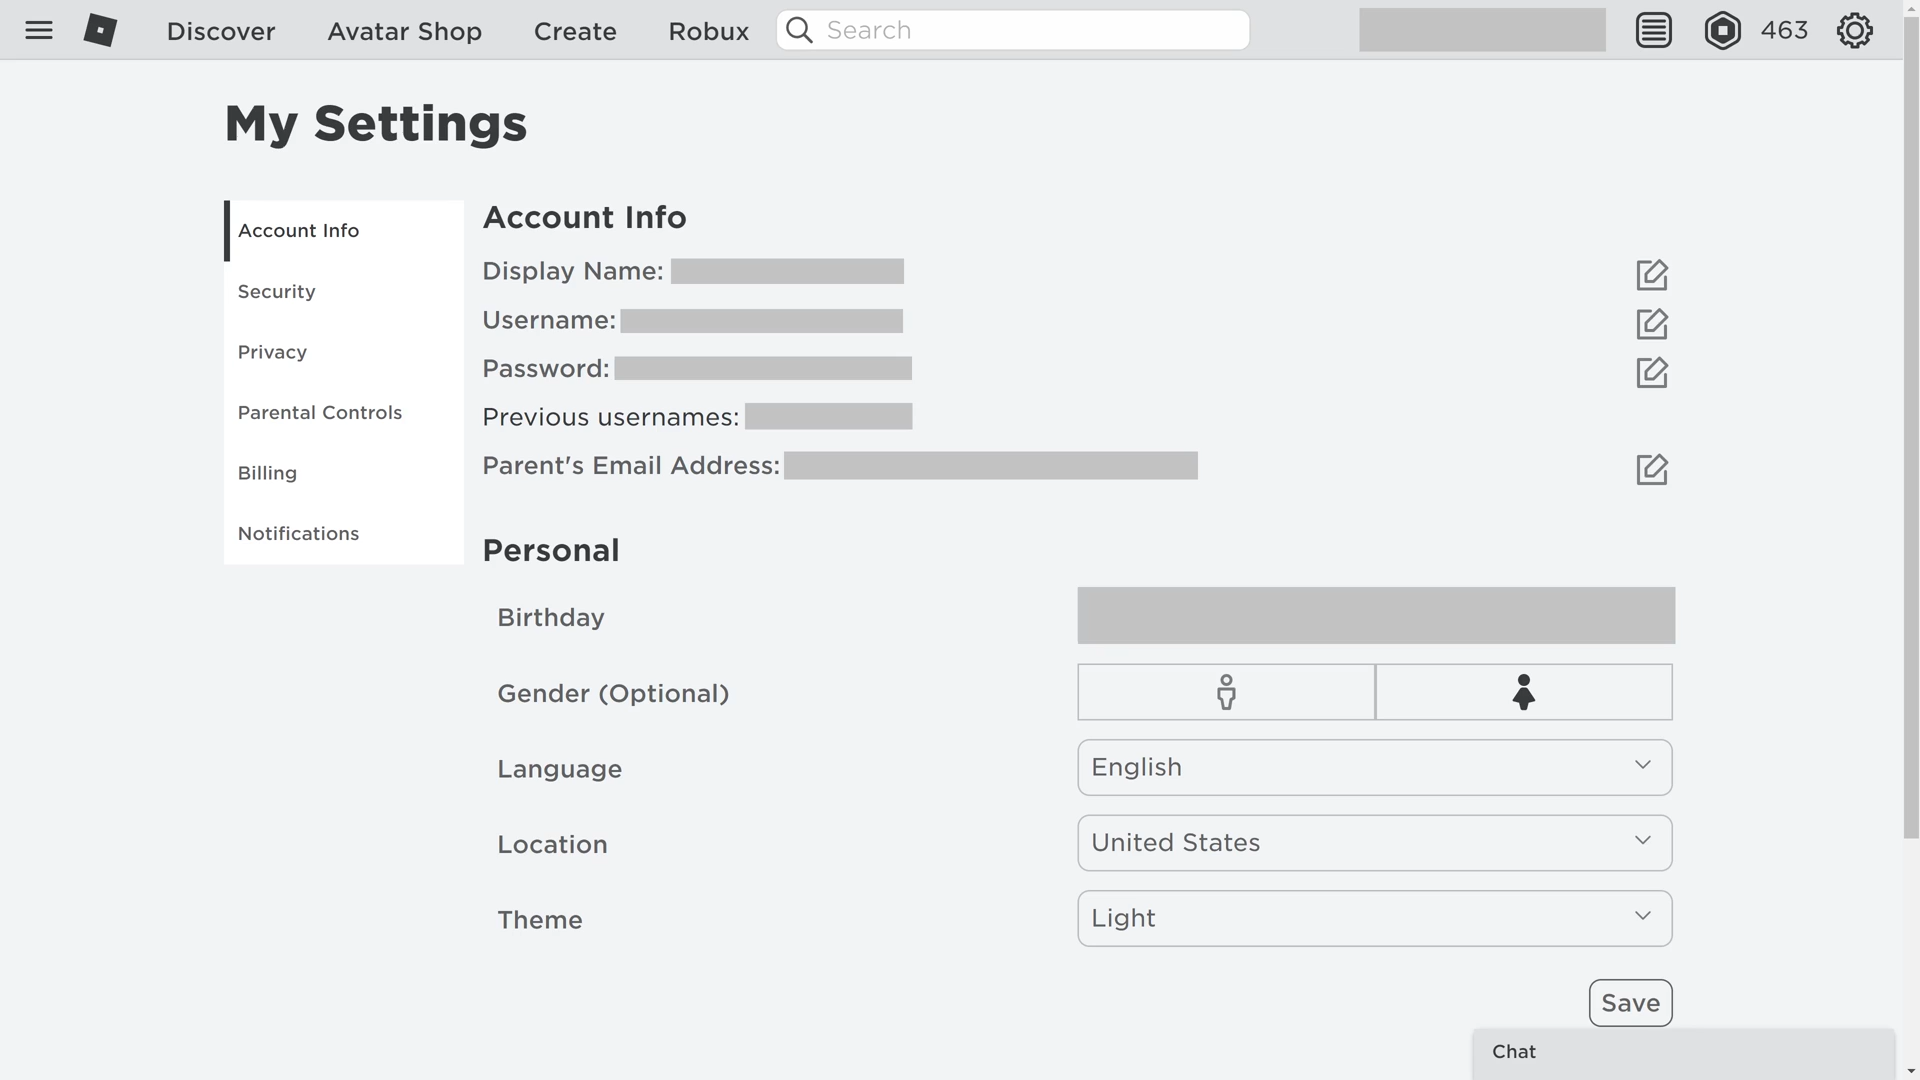 Discover Avatar Shop Create Robux Search 463
My Settings
Account Info
Security
Privacy
Parental Controls
Billing
Notifications
Account Info
Display Name:
Username:
Password:
Previous usernames:
Parent's Email Address:
Personal
Birthday
Gender (Optional)
Language English
Location United States
Theme Light
Save
Chat